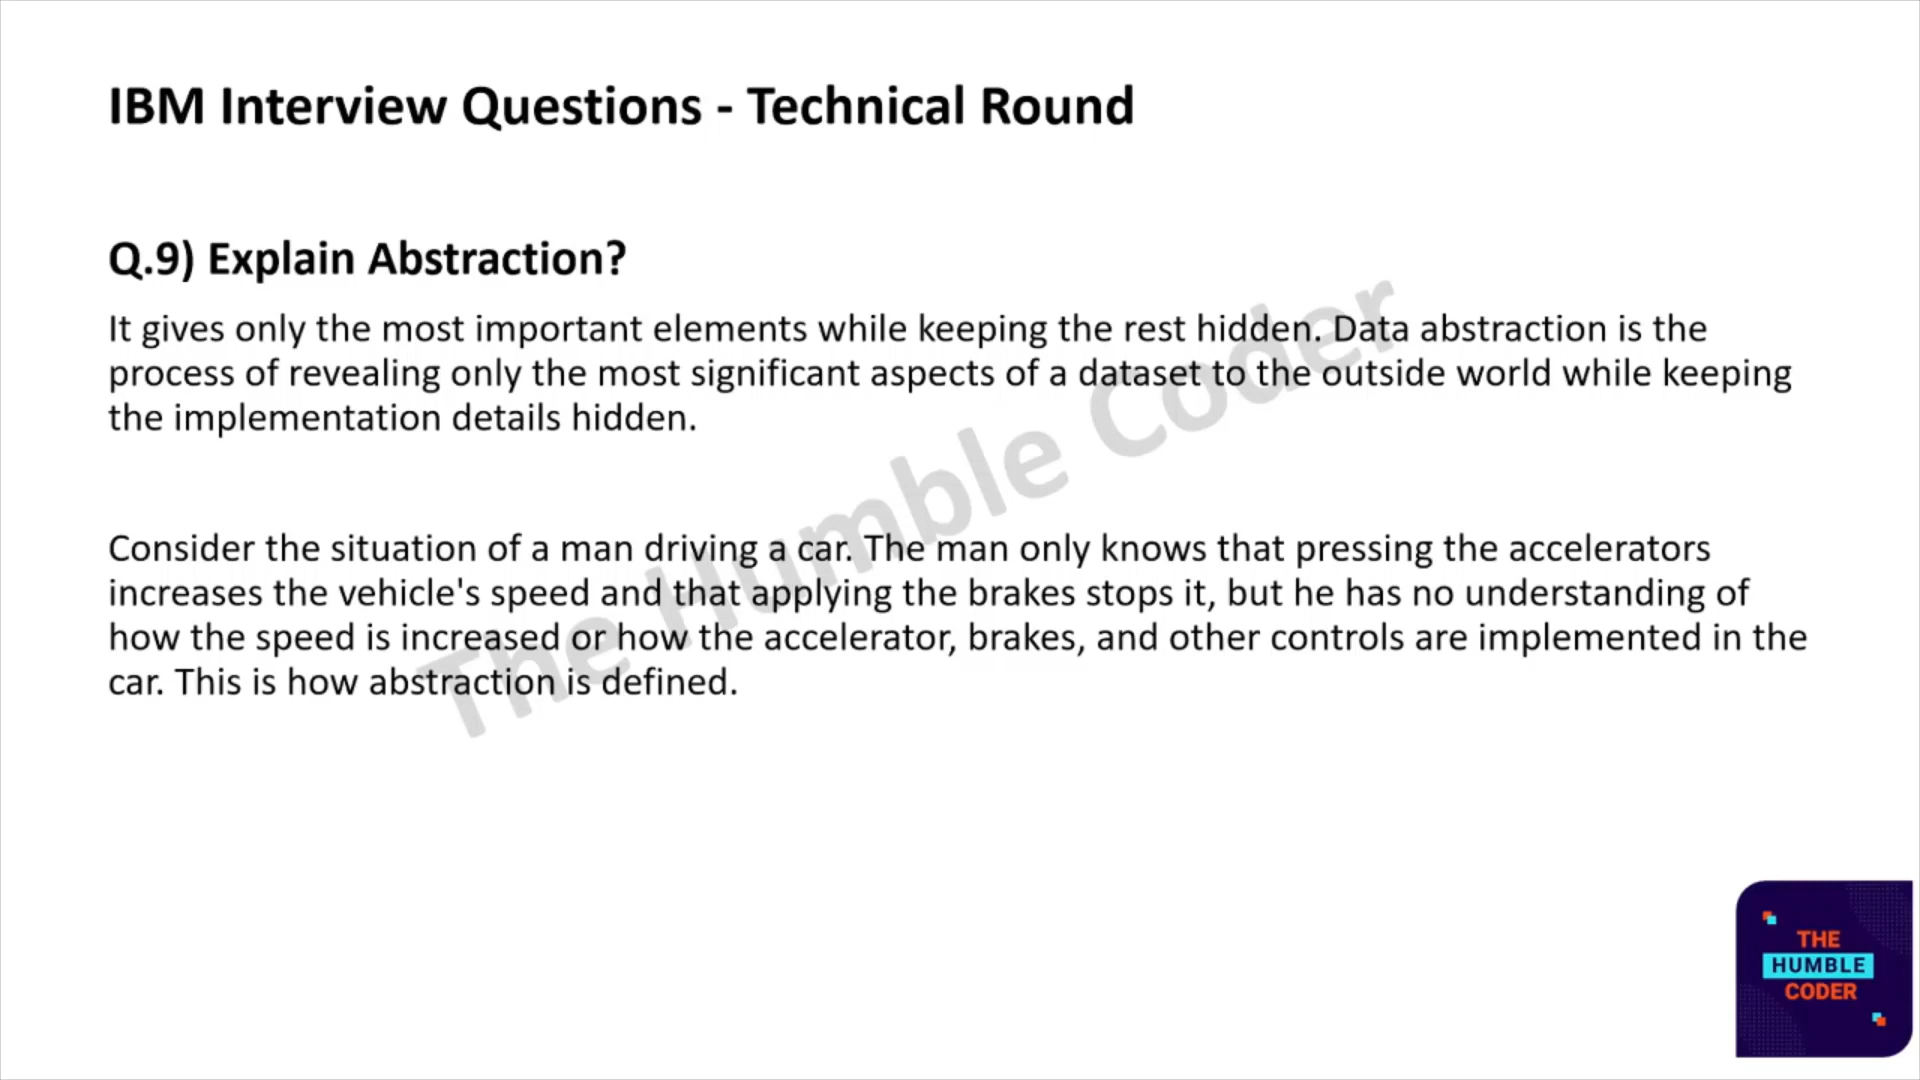 IBM Interview Questions - Technical Round
Q.9) Explain Abstraction?
It gives only the most important elements while keeping the rest hidden. Data abstraction is the
process of revealing only the most significant aspects of a dataset to the outside world while keeping
the implementation details hidden.
Consider the situation of a man driving a car. The man only knows that pressing the accelerators
increases the vehicle's speed and that applying the brakes stops it, but he has no understanding of
how the speed is increased or how the accelerator, brakes, and other controls are implemented in the
car. This is how abstraction is defined.
The Humble Coder
THE
HUMBLE
CODER